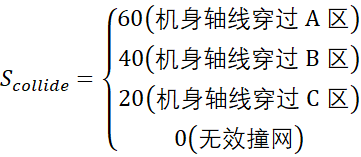 60(机身轴线穿过 A 区)
40(机身轴线穿过 B 区)
S_collide = {
20(机身轴线穿过 C 区)
0(无效撞网)